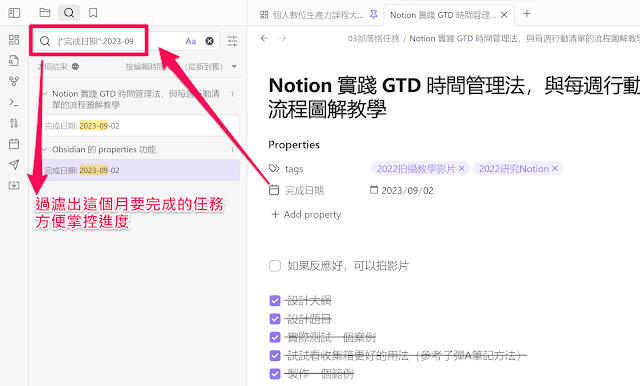 個人數位生產力課程大...
Notion 實踐 GTD 時間管理...
["完成日期":2023-09
Aa
03部落格任務 / Notion 實踐 GTD 時間管理法，與每週行動清單的流程圖解教學
2 項結果
按編輯時間（從新到舊）
Notion 實踐 GTD 時間管理法，與每週行動清單的流程圖解教學
1
完成日期: 2023-09-02
Obsidian 的 properties 功能
1
完成日期: 2023-09-02
過濾出這個月要完成的任務
方便掌控進度
Notion 實踐 GTD 時間管理法，與每
流程圖解教學
Properties
tags
2022拍攝教學影片
2022研究Notion
完成日期
2023/09/02
+ Add property
如果反應好，可以拍影片
設計大綱
設計題目
實際測試一個案例
試試看收集箱更好的用法（參考了彈A筆記方法）
製作一個範例